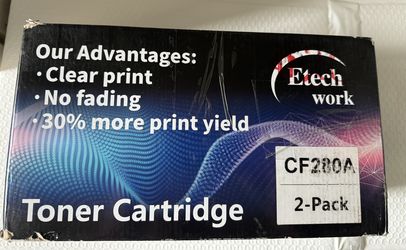 Our Advantages:
• Clear print
• No fading
• 30% more print yield
Etech
work
CF280A
2-Pack
Toner Cartridge